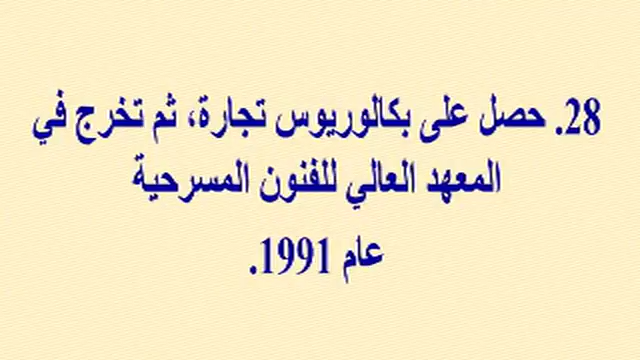 28. حصل على بكالوريوس تجارة، ثم تخرج في
المعهد العالي للفنون المسرحية
عام 1991.